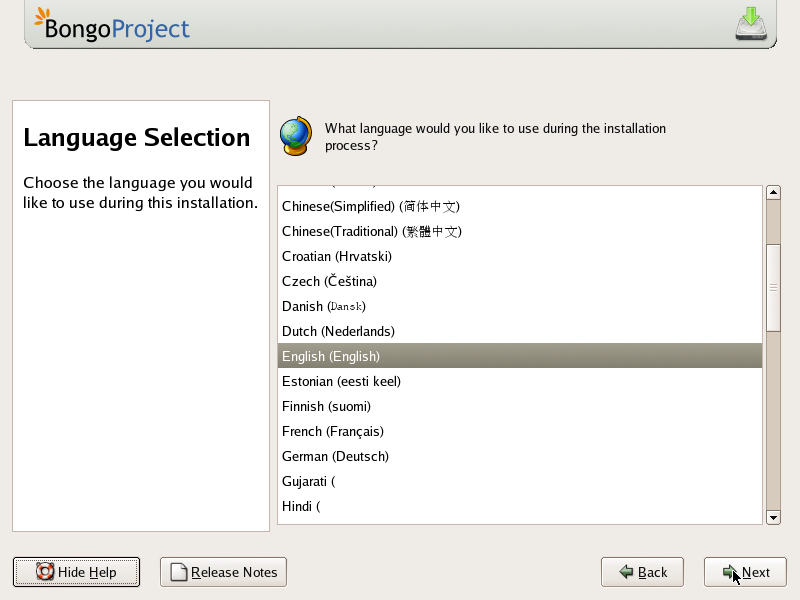 BongoProject
Language Selection
Choose the language you would
like to use during this installation.
What language would you like to use during the installation
process?
Chinese(Simplified) (简体中文)
Chinese(Traditional) (繁體中文)
Croatian (Hrvatski)
Czech (Čeština)
Danish (Dansk)
Dutch (Nederlands)
English (English)
Estonian (eesti keel)
Finnish (suomi)
French (Français)
German (Deutsch)
Gujarati (
Hindi (
Hide Help
Release Notes
Back
Next